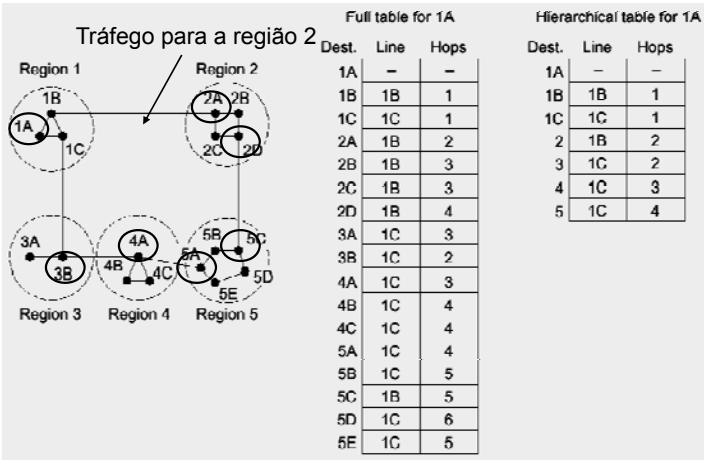 Tráfego para a região 2
Region 1
Region 2
1B
1A
1C
2A
2B
2C
2D
3A
3B
4A
4B
4C
5A
5B
5C
5D
5E
Region 3
Region 4
Region 5
Full table for 1A
Dest. Line Hops
1A – –
1B 1B 1
1C 1C 1
2A 1B 2
2B 1B 3
2C 1B 3
2D 1B 4
3A 1C 3
3B 1C 2
4A 1C 3
4B 1C 4
4C 1C 4
5A 1C 4
5B 1C 5
5C 1B 5
5D 1C 6
5E 1C 5
Hierarchical table for 1A
Dest. Line Hops
1A – –
1B 1B 1
1C 1C 1
2 1B 2
3 1C 2
4 1C 3
5 1C 4